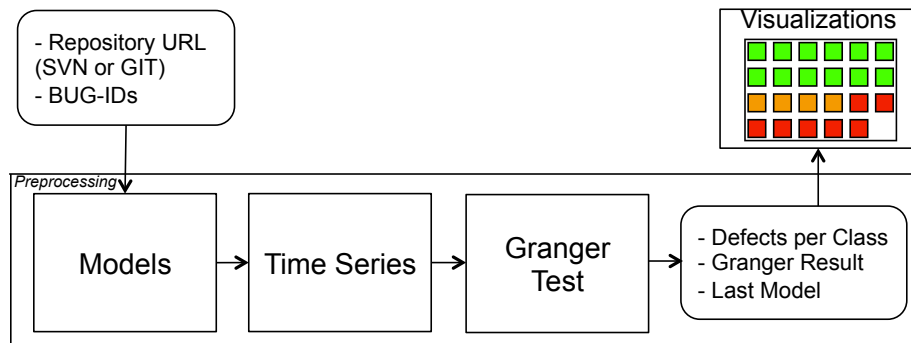 - Repository URL
(SVN or GIT)
- BUG-IDs
Visualizations
Preprocessing
Models
Time Series
Granger
Test
- Defects per Class
- Granger Result
- Last Model